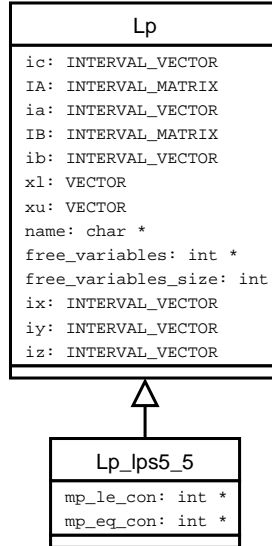 Lp
ic: INTERVAL_VECTOR
IA: INTERVAL_MATRIX
ia: INTERVAL_VECTOR
IB: INTERVAL_MATRIX
ib: INTERVAL_VECTOR
xl: VECTOR
xu: VECTOR
name: char *
free_variables: int *
free_variables_size: int
ix: INTERVAL_VECTOR
iy: INTERVAL_VECTOR
iz: INTERVAL_VECTOR
Lp_lps5_5
mp_le_con: int *
mp_eq_con: int *